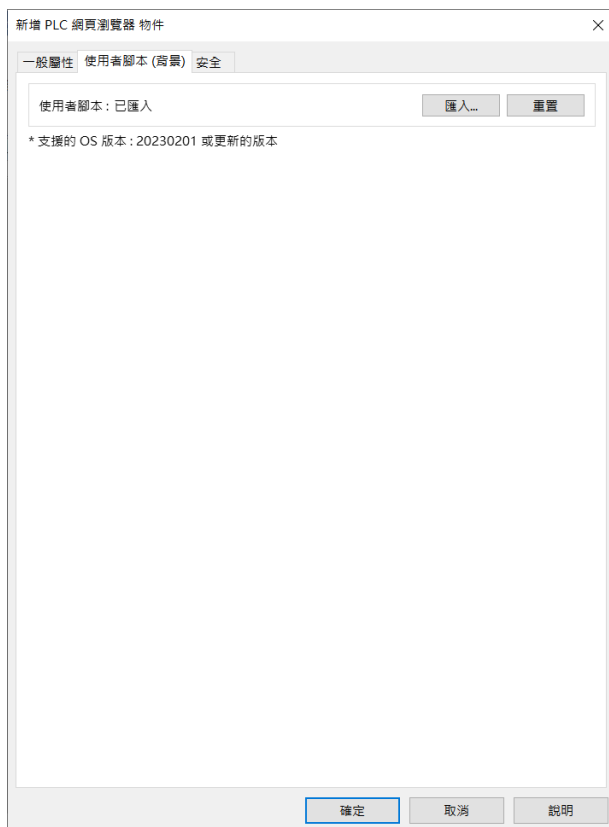 新增 PLC 網頁瀏覽器 物件
一般屬性 使用者腳本 (背景) 安全
使用者腳本 : 已匯入 匯入... 重置
* 支援的 OS 版本 : 20230201 或更新的版本
確定 取消 說明